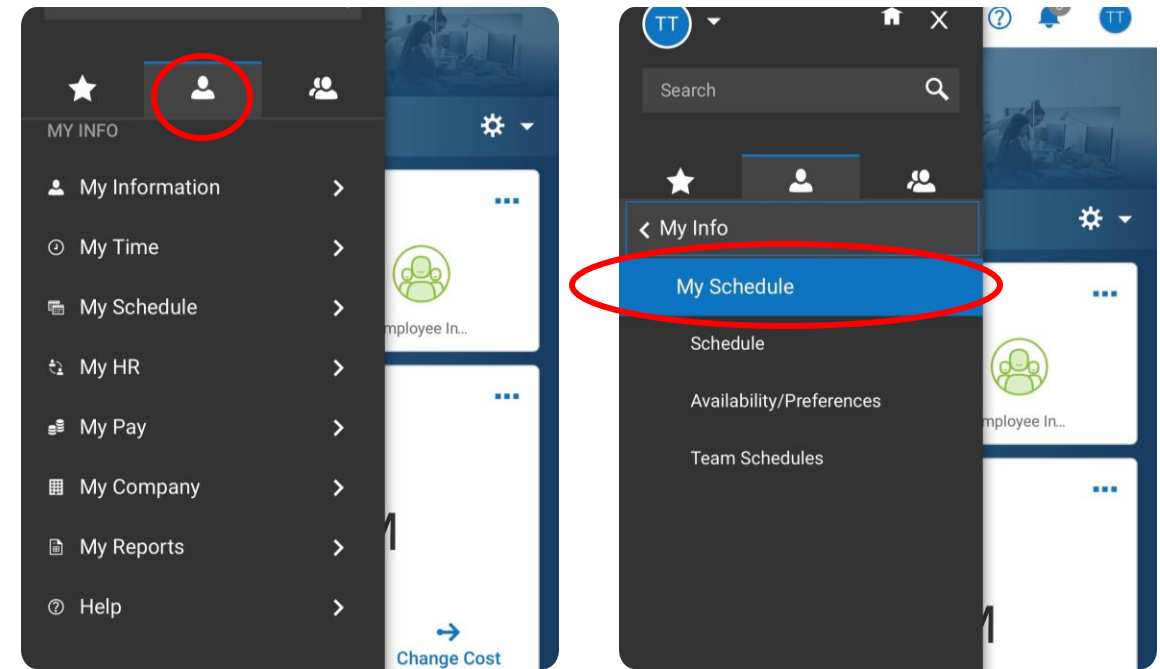 MY INFO
My Information
My Time
My Schedule
My HR
My Pay
My Company
My Reports
Help
mployee In...
M
Change Cost
TT
X
TT
Search
My Info
My Schedule
Schedule
Availability/Preferences
Team Schedules
mployee In...